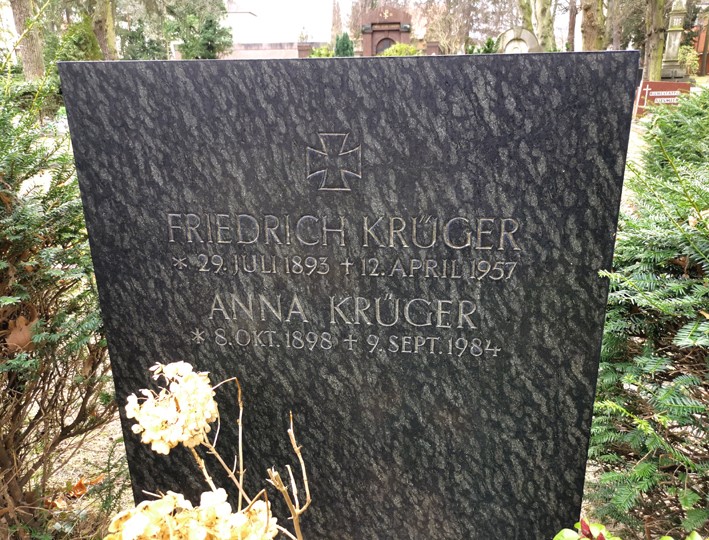 FRIEDRICH KRÜGER
* 29. JULI 1893 † 12. APRIL 1957
ANNA KRÜGER
* 8. OKT. 1898 † 9. SEPT. 1984